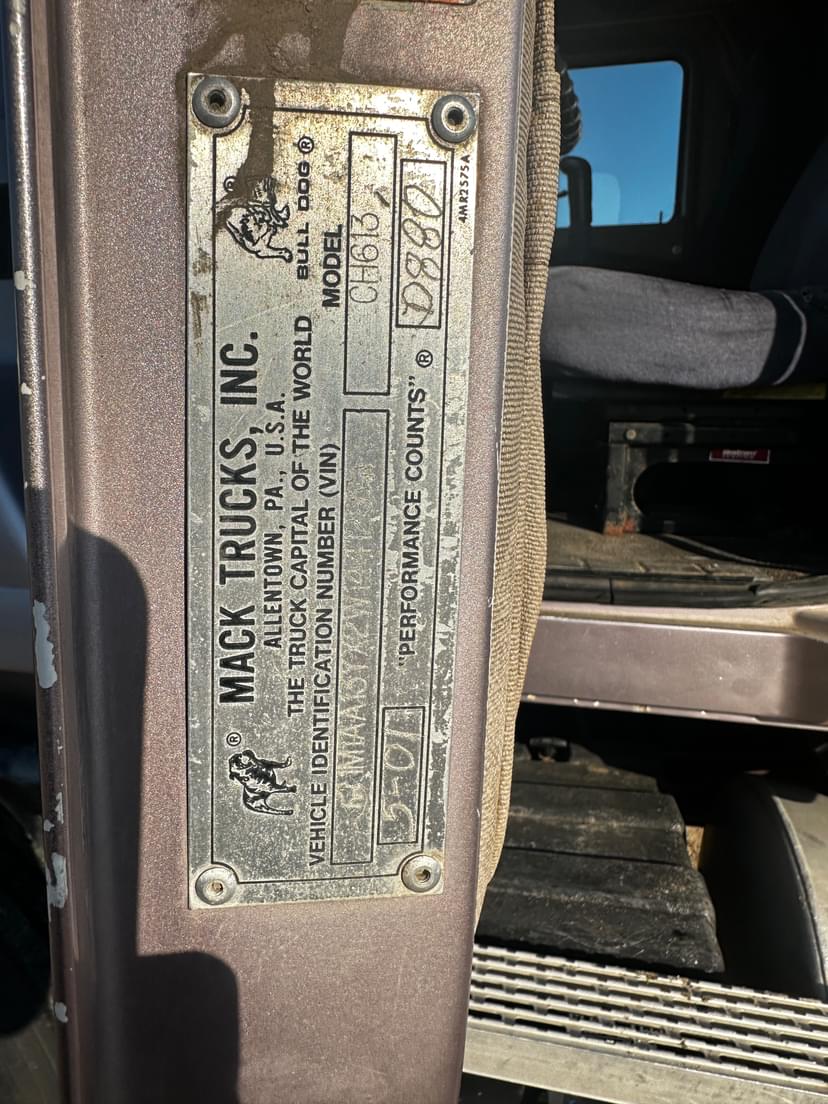 MACK TRUCKS, INC.
ALLENTOWN, PA., U.S.A.
THE TRUCK CAPITAL OF THE WORLD
BULL DOG ®
VEHICLE IDENTIFICATION NUMBER (VIN)
MODEL
CH613
5-01
"PERFORMANCE COUNTS" ®
D880
4MR2575A